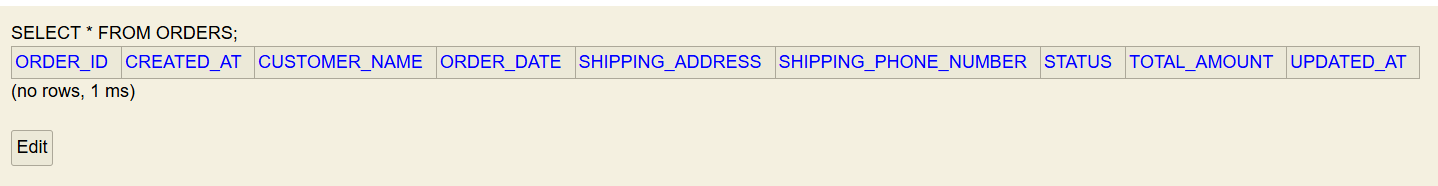 SELECT * FROM ORDERS;
ORDER_ID CREATED_AT CUSTOMER_NAME ORDER_DATE SHIPPING_ADDRESS SHIPPING_PHONE_NUMBER STATUS TOTAL_AMOUNT UPDATED_AT
(no rows, 1 ms)
Edit